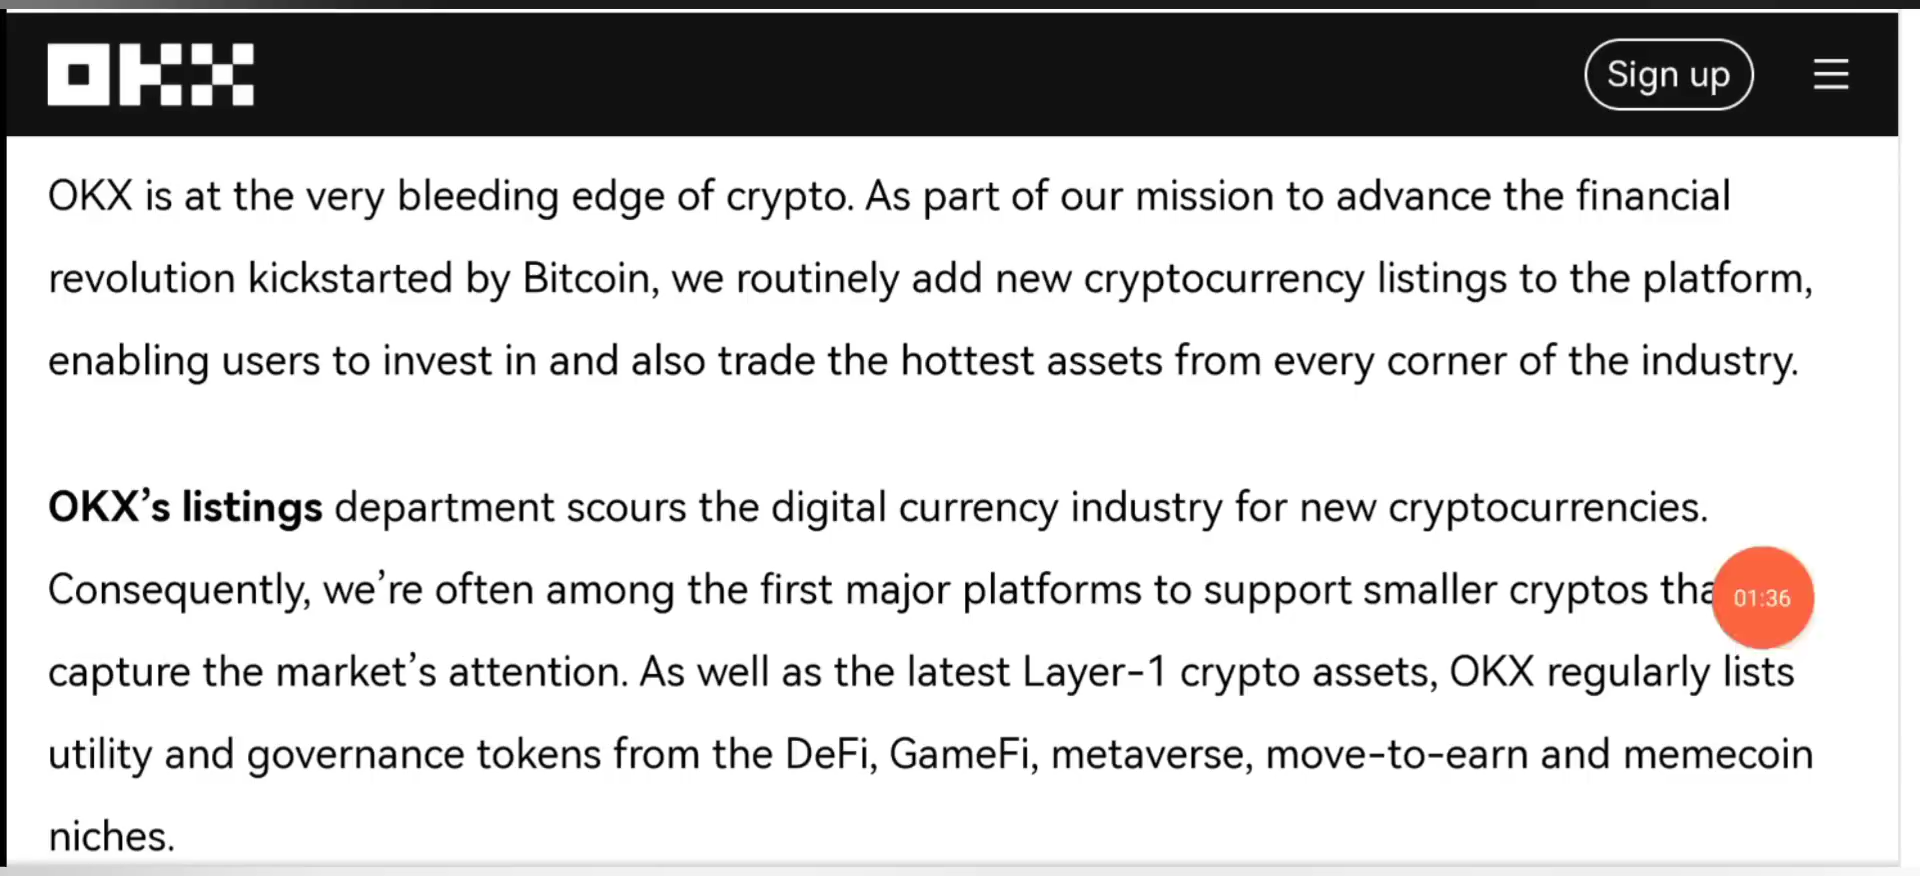 OKX
Sign up
OKX is at the very bleeding edge of crypto. As part of our mission to advance the financial
revolution kickstarted by Bitcoin, we routinely add new cryptocurrency listings to the platform,
enabling users to invest in and also trade the hottest assets from every corner of the industry.
OKX’s listings department scours the digital currency industry for new cryptocurrencies.
Consequently, we’re often among the first major platforms to support smaller cryptos
01:36
capture the market’s attention. As well as the latest Layer-1 crypto assets, OKX regularly lists
utility and governance tokens from the DeFi, GameFi, metaverse, move-to-earn and memecoin
niches.